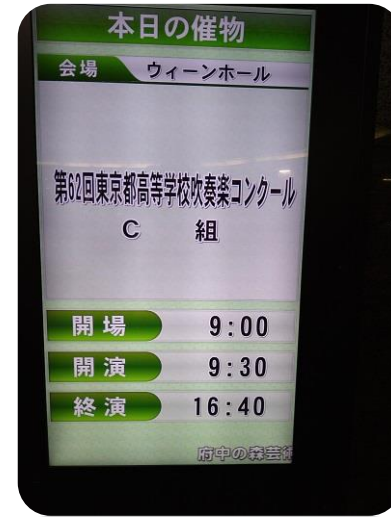 本日の催物
会場 ウィーンホール
第62回東京都高等学校吹奏楽コンクール
C 組
開場 9:00
開演 9:30
終演 16:40
府中の森芸術